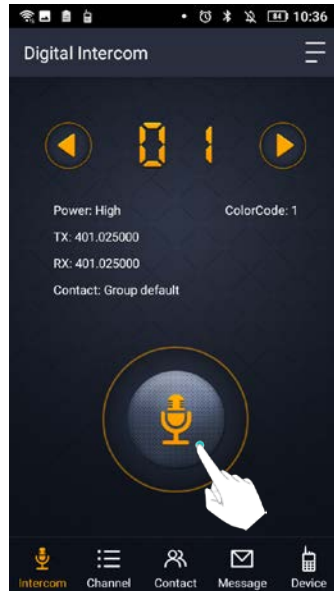 84 10:36
Digital Intercom
01
Power: High ColorCode: 1
TX: 401.025000
RX: 401.025000
Contact: Group default
Intercom Channel Contact Message Device